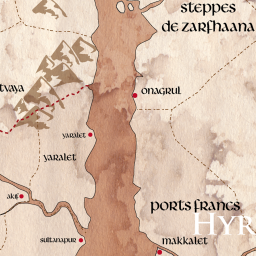 STEPPES
DE ZARFHAANA
TVAYA
ONAGRUL
YARALET
YARALET
AKIF
PORTS FRANCS
HYR
SULTANAPUR
MAKKALET